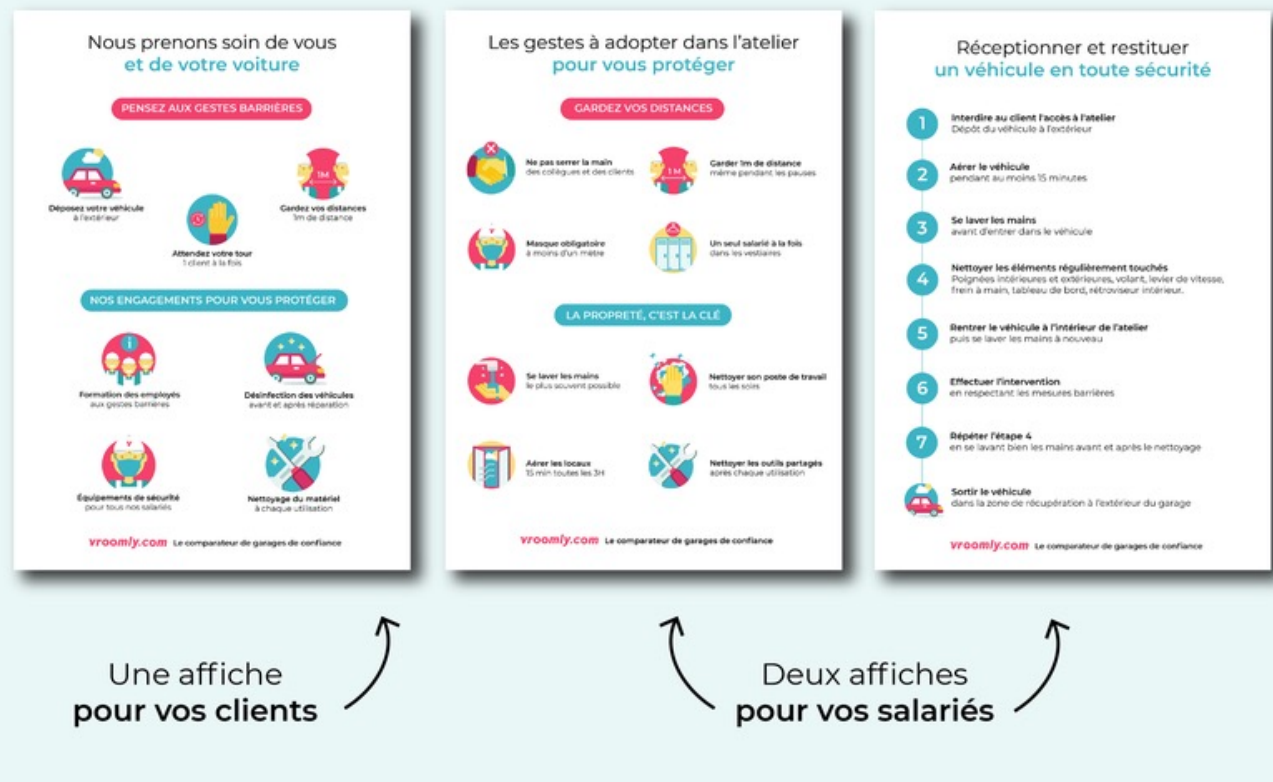 Nous prenons soin de vous
et de votre voiture
PENSEZ AUX GESTES BARRIÈRES
Déposez votre véhicule
à l'extérieur
Attendez votre tour
1 client à la fois
1M
Gardez vos distances
1m de distance
NOS ENGAGEMENTS POUR VOUS PROTÉGER
Formation des employés
aux gestes barrières
Désinfection des véhicules
avant et après réparation
Équipements de sécurité
pour tous nos salariés
Nettoyage du matériel
à chaque utilisation
vroomly.com Le comparateur de garages de confiance
Les gestes à adopter dans l'atelier
pour vous protéger
GARDEZ VOS DISTANCES
Ne pas serrer la main
des collègues et des clients
1 M
Garder 1m de distance
même pendant les pauses
Masque obligatoire
à moins d'un mètre
Un seul salarié à la fois
dans les vestiaires
LA PROPRETÉ, C'EST LA CLÉ
Se laver les mains
le plus souvent possible
Nettoyer son poste de travail
tous les soirs
Aérer les locaux
15 min toutes les 3H
Nettoyer les outils partagés
après chaque utilisation
vroomly.com Le comparateur de garages de confiance
Réceptionner et restituer
un véhicule en toute sécurité
1 Interdire au client l'accès à l'atelier
Dépôt du véhicule à l'extérieur
2 Aérer le véhicule
pendant au moins 15 minutes
3 Se laver les mains
avant d'entrer dans le véhicule
4 Nettoyer les éléments régulièrement touchés
Poignées intérieures et extérieures, volant, levier de vitesse,
frein à main, tableau de bord, rétroviseur intérieur.
5 Rentrer le véhicule à l'intérieur de l'atelier
puis se laver les mains à nouveau
6 Effectuer l'intervention
en respectant les mesures barrières
7 Répéter l'étape 4
en se lavant bien les mains avant et après le nettoyage
Sortir le véhicule
dans la zone de récupération à l'extérieur du garage
vroomly.com Le comparateur de garages de confiance
Une affiche
pour vos clients
Deux affiches
pour vos salariés